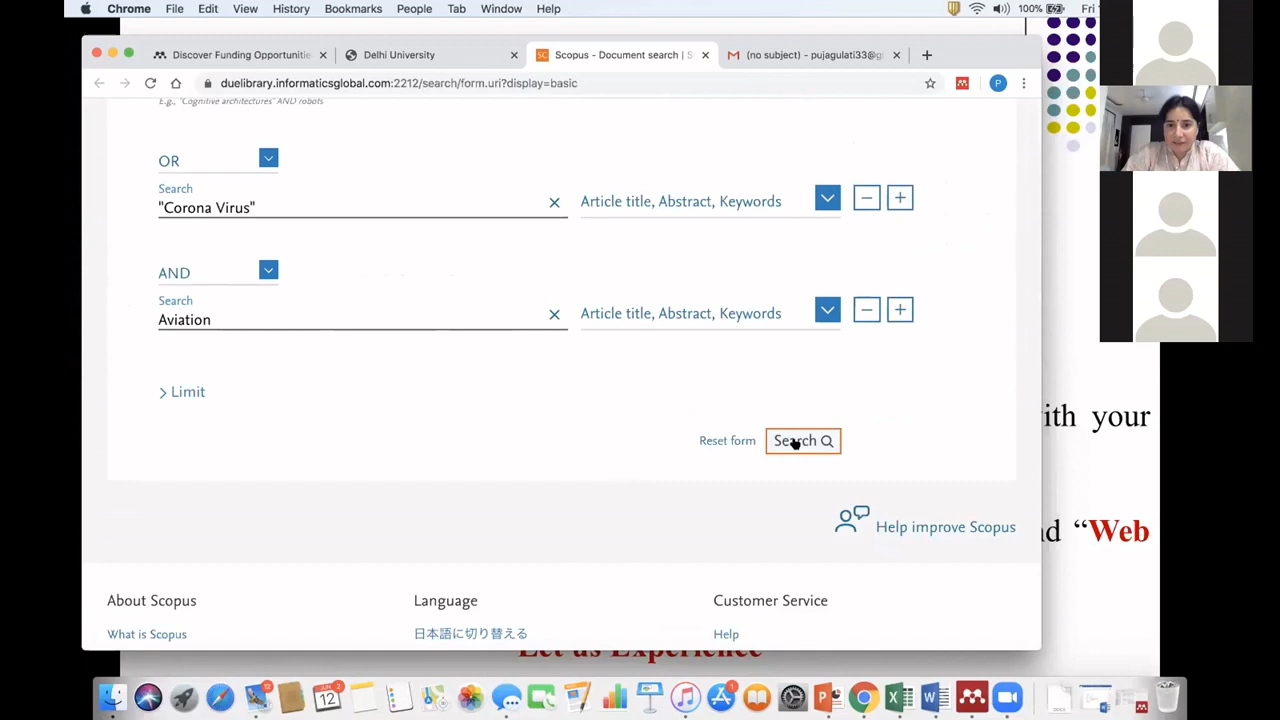 Chrome File Edit View History Bookmarks People Tab Window Help 100% Fri
Discover Funding Opportunitie Delhi University Scopus - Document search | S (no subject) - pujagulati33@g
duelibrary.informaticsglobal.com:2212/search/form.uri?display=basic
E.g., "Cognitive architectures" AND robots
OR
Search
"Corona Virus"
Article title, Abstract, Keywords
AND
Search
Aviation
Article title, Abstract, Keywords
Limit
Reset form Search
with your
Help improve Scopus
nd “Web
About Scopus Language Customer Service
What is Scopus 日本語に切り替える Help
Let us Experience